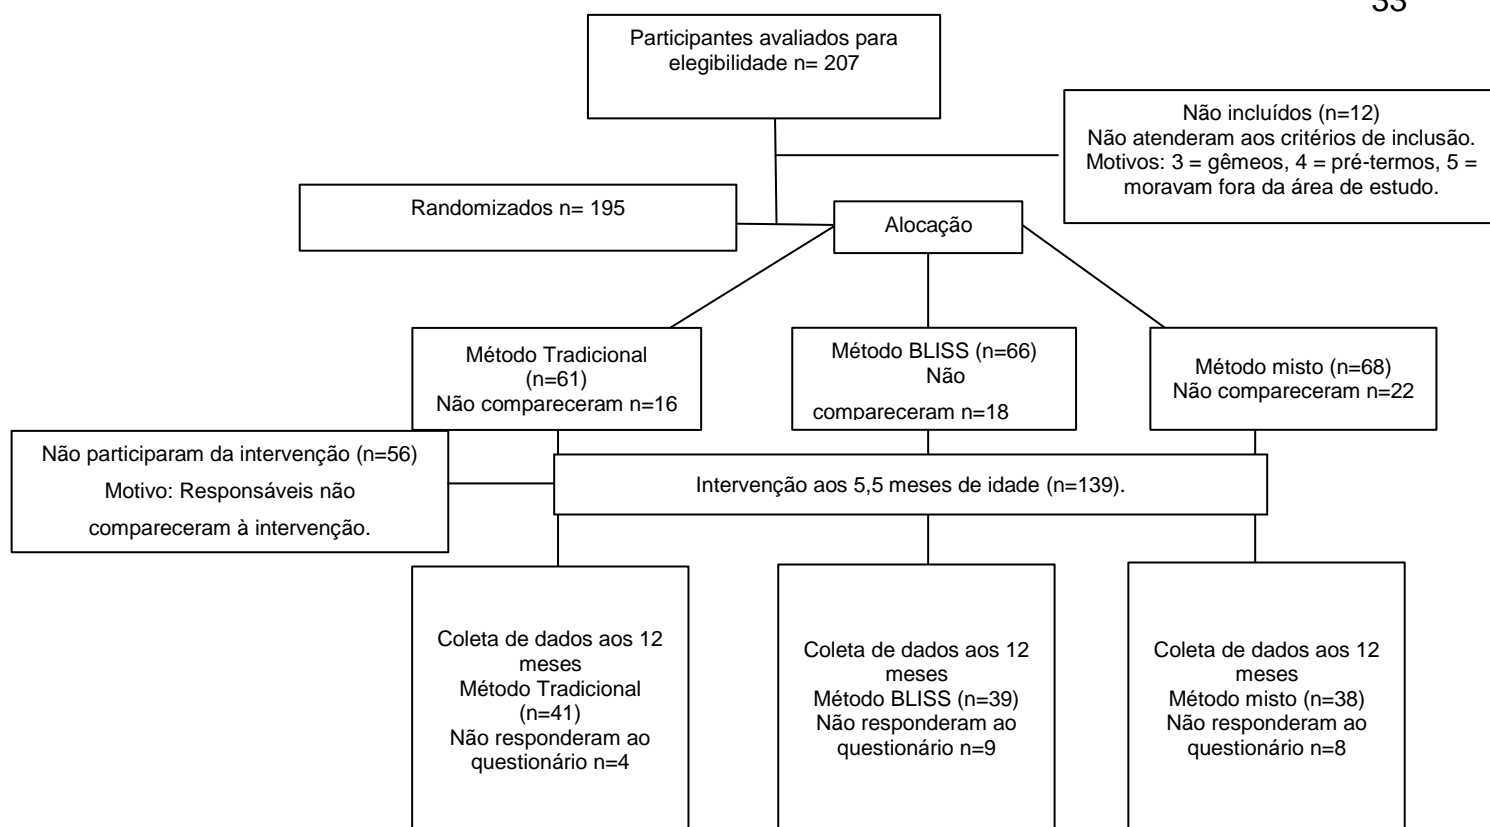 33
Participantes avaliados para
elegibilidade n= 207
Não incluídos (n=12)
Não atenderam aos critérios de inclusão.
Motivos: 3 = gêmeos, 4 = pré-termos, 5 =
moravam fora da área de estudo.
Randomizados n= 195
Alocação
Método Tradicional
(n=61)
Não compareceram n=16
Método BLISS (n=66)
Não
compareceram n=18
Método misto (n=68)
Não compareceram n=22
Não participaram da intervenção (n=56)
Motivo: Responsáveis não
compareceram à intervenção.
Intervenção aos 5,5 meses de idade (n=139).
Coleta de dados aos 12
meses
Método Tradicional
(n=41)
Não responderam ao
questionário n=4
Coleta de dados aos 12
meses
Método BLISS (n=39)
Não responderam ao
questionário n=9
Coleta de dados aos 12
meses
Método misto (n=38)
Não responderam ao
questionário n=8